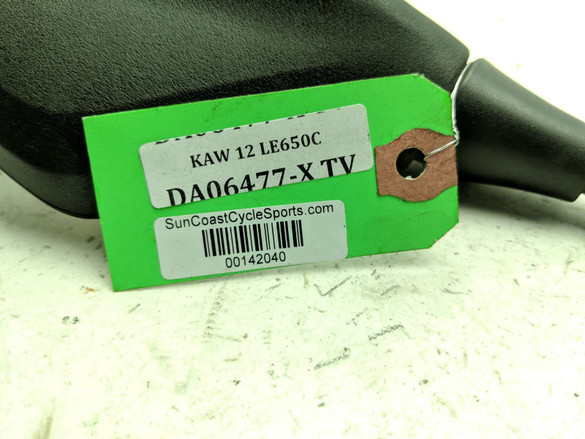 KAW 12 LE650C
DA06477-X TV
SunCoastCycleSports.com
00142040